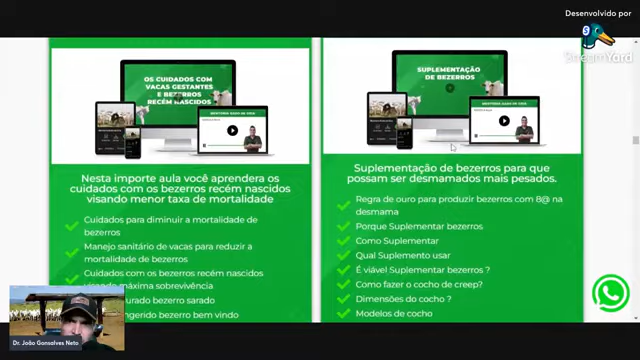 Desenvolvido por
StreamYard
OS CUIDADOS COM
VACAS GESTANTES
E BEZERROS
RECÉM NASCIDOS
Nesta importe aula você aprendera os
cuidados com os bezerros recém nascidos
visando menor taxa de mortalidade
Cuidados para diminuir a mortalidade de
bezerros
Manejo sanitário de vacas para reduzir a
mortalidade de bezerros
Cuidados com os bezerros recém nascidos
máxima sobrevivência
urado bezerro sarado
ngerido bezerro bem vindo
SUPLEMENTAÇÃO
DE BEZERROS
Suplementação de bezerros para que
possam ser desmamados mais pesados.
Regra de ouro para produzir bezerros com 8@ na
desmama
Porque Suplementar bezerros
Como Suplementar
Qual Suplemento usar
É viável Suplementar bezerros ?
Como fazer o cocho de creep?
Dimensões do cocho ?
Modelos de cocho
Dr. João Gonsalves Neto